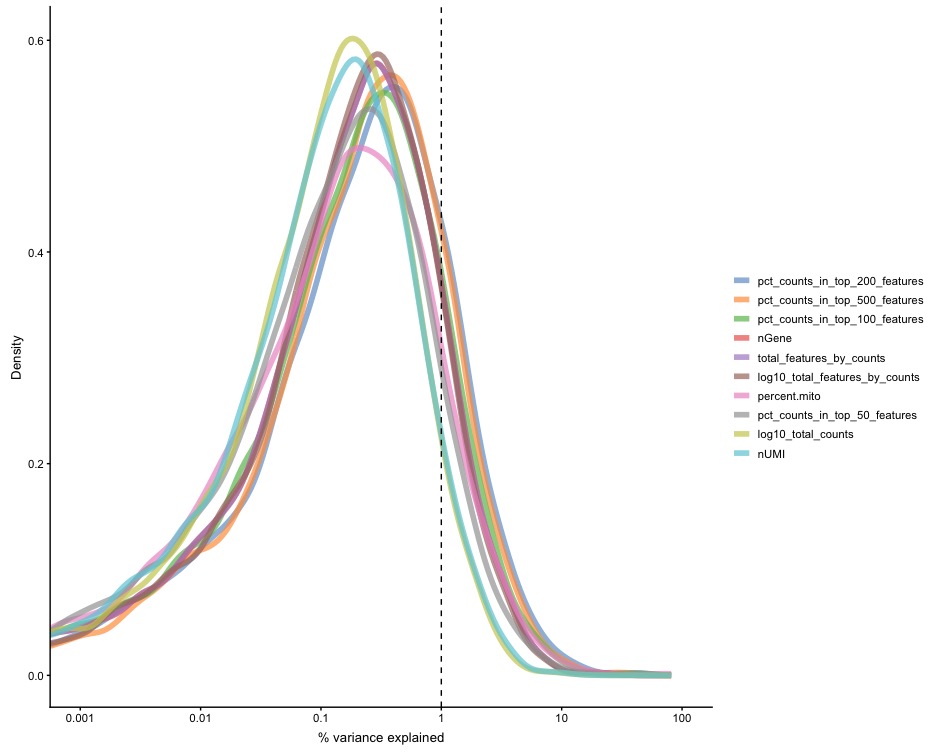 0.6
0.4
0.2
0.0
Density
0.001
0.01
0.1
1
10
100
% variance explained
pct_counts_in_top_200_features
pct_counts_in_top_500_features
pct_counts_in_top_100_features
nGene
total_features_by_counts
log10_total_features_by_counts
percent.mito
pct_counts_in_top_50_features
log10_total_counts
nUMI